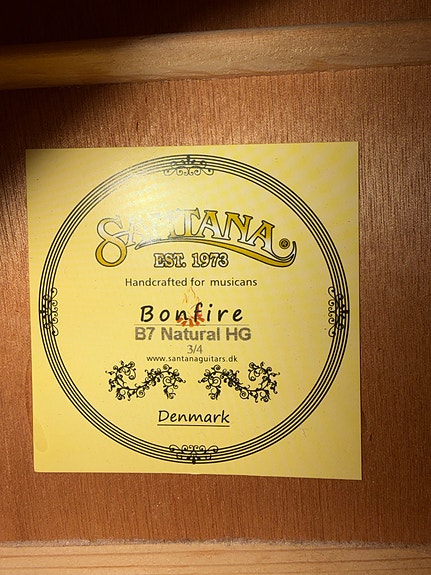 SANTANA®
EST. 1973
Handcrafted for musicans
Bonfire
B7 Natural HG
3/4
www.santanaguitars.dk
Denmark